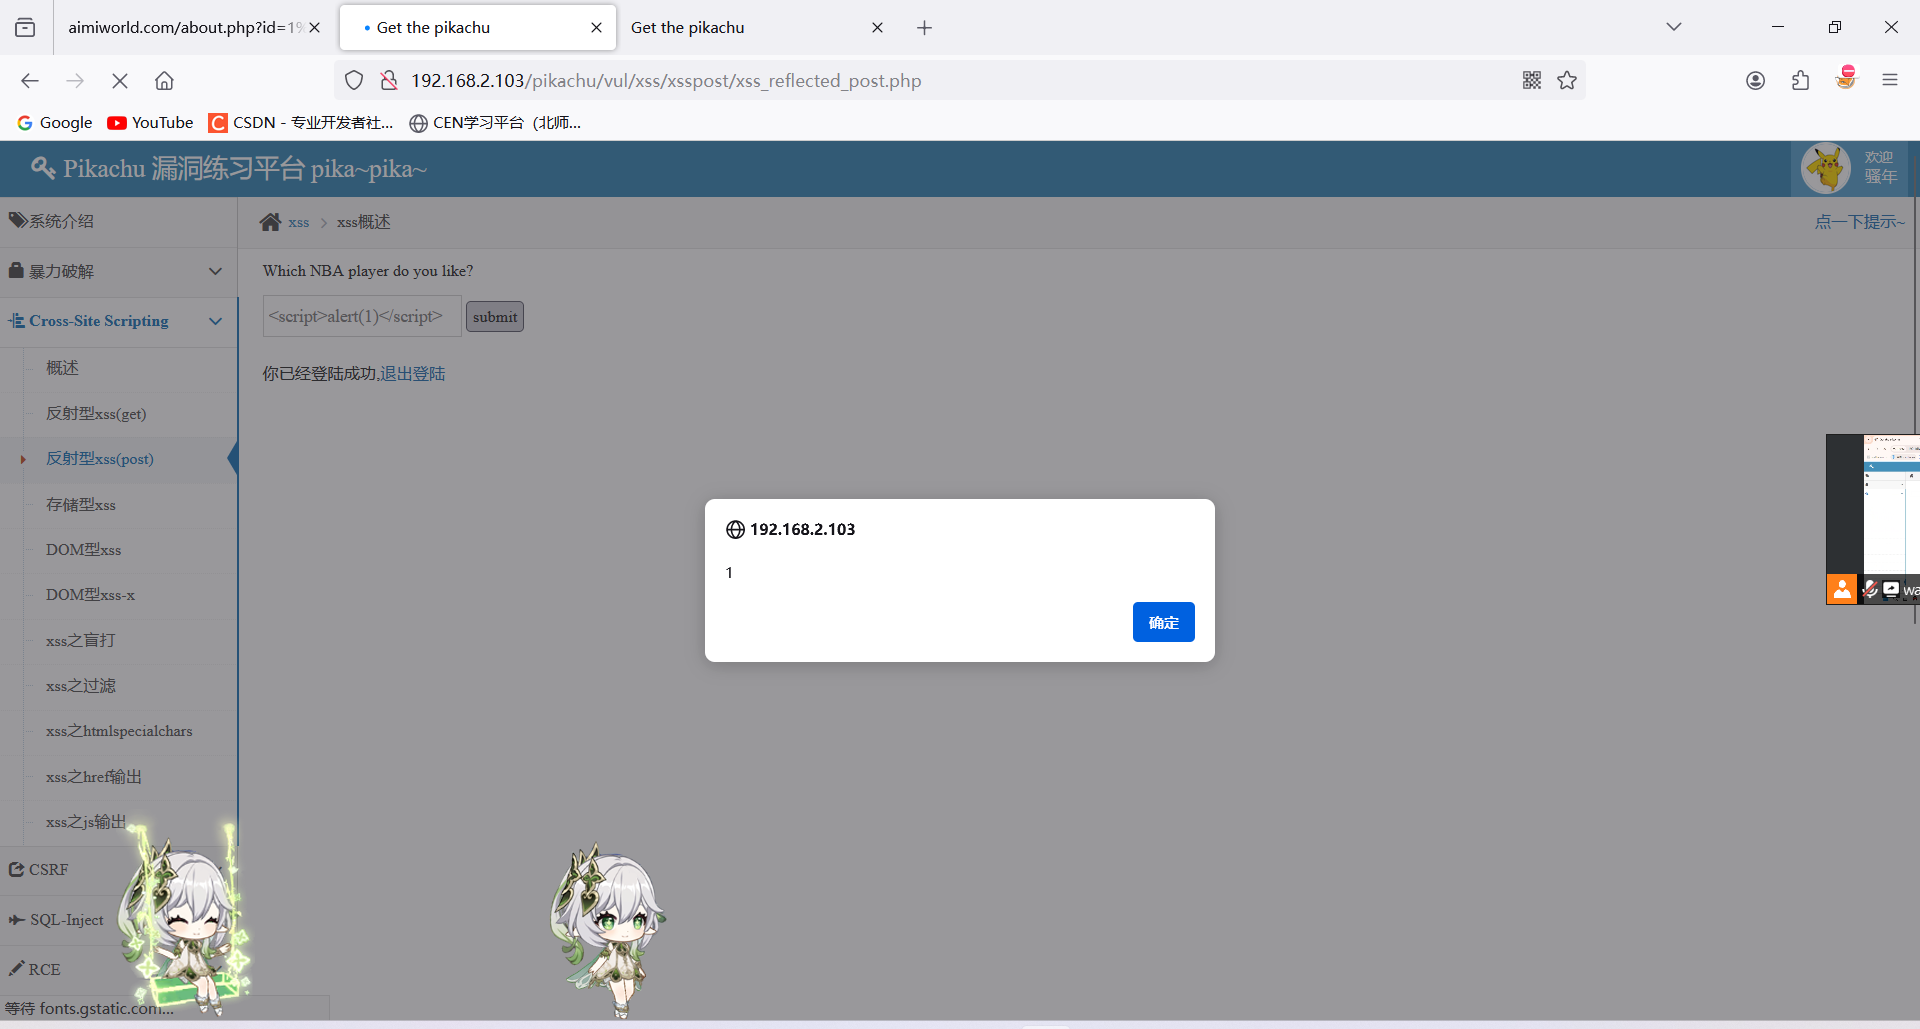 aimiworld.com/about.php?id=1%
Get the pikachu
Get the pikachu
192.168.2.103/pikachu/vul/xss/xsspost/xss_reflected_post.php
Google
YouTube
CSDN - 专业开发者社...
CEN学习平台（北师...
Pikachu 漏洞练习平台 pika~pika~
欢迎
骚年
系统介绍
xss
xss概述
点一下提示~
暴力破解
Which NBA player do you like?
Cross-Site Scripting
<script>alert(1)</script>
submit
概述
你已经登陆成功,退出登陆
反射型xss(get)
反射型xss(post)
存储型xss
192.168.2.103
DOM型xss
1
DOM型xss-x
确定
xss之盲打
xss之过滤
xss之htmlspecialchars
xss之href输出
xss之js输出
CSRF
SQL-Inject
RCE
等待 fonts.gstatic.com...